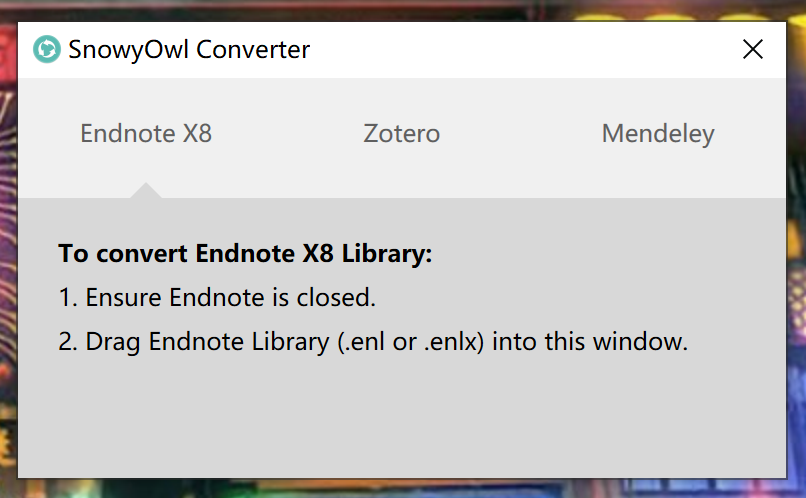 SnowyOwl Converter
Endnote X8
Zotero
Mendeley
To convert Endnote X8 Library:
1. Ensure Endnote is closed.
2. Drag Endnote Library (.enl or .enlx) into this window.